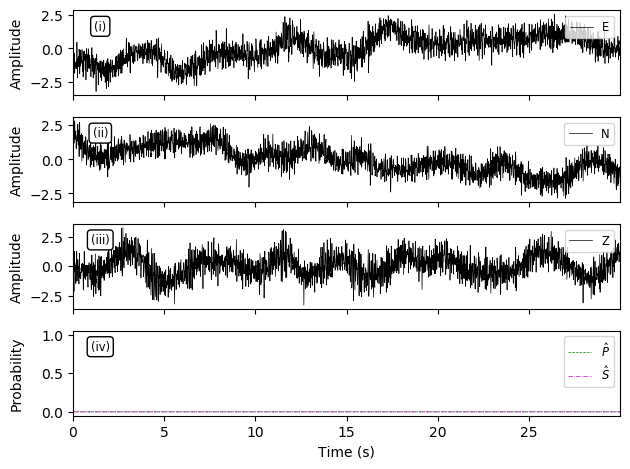 2.5
0.0
−2.5
Amplitude
(i)
E
2.5
0.0
−2.5
Amplitude
(ii)
N
2.5
0.0
−2.5
Amplitude
(iii)
Z
1.0
0.5
0.0
Probability
(iv)
P̂
Ŝ
0 5 10 15 20 25
Time (s)